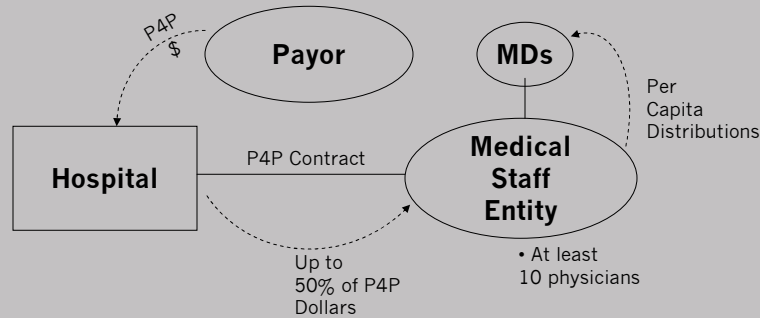 P4P
$
Payor
MDs
Per
Capita
Distributions
Hospital
P4P Contract
Medical
Staff
Entity
Up to
50% of P4P
Dollars
• At least
10 physicians